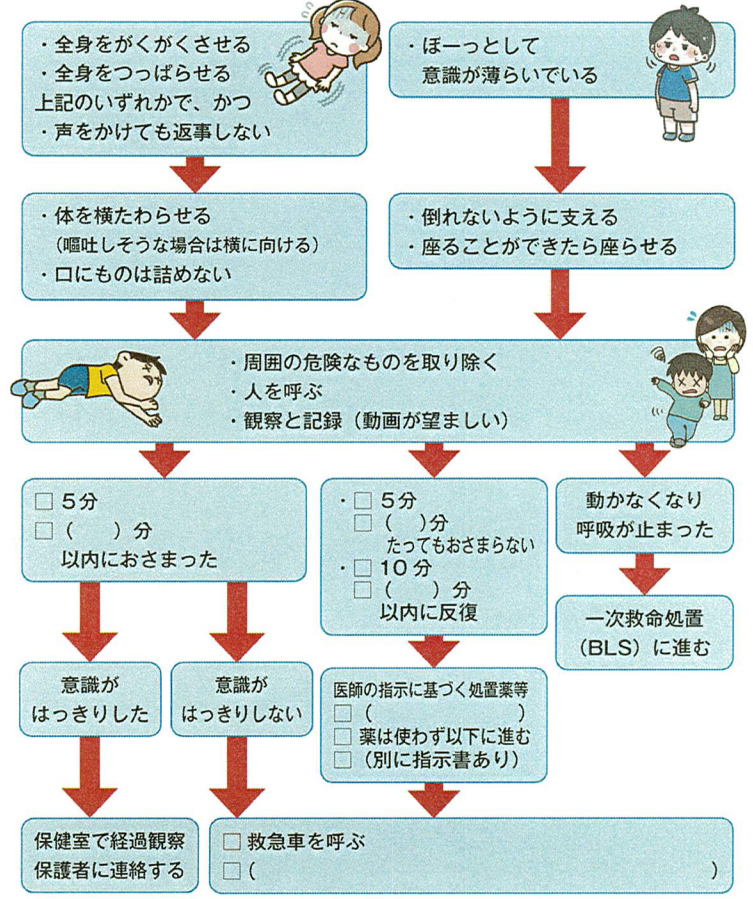 ・全身をがくがくさせる
・全身をつっぱらせる
上記のいずれかで、かつ
・声をかけても返事しない
・ぼーっとして
意識が薄らいでいる
・体を横たわらせる
（嘔吐しそうな場合は横に向ける）
・口にものは詰めない
・倒れないように支える
・座ることができたら座らせる
・周囲の危険なものを取り除く
・人を呼ぶ
・観察と記録（動画が望ましい）
□ 5分
□（　　）分
以内におさまった
・□ 5分
□（　　）分
たってもおさまらない
・□ 10分
□（　　）分
以内に反復
動かなくなり
呼吸が止まった
一次救命処置
（BLS）に進む
意識が
はっきりした
意識が
はっきりしない
医師の指示に基づく処置薬等
□（　　　　　　　　）
□ 薬は使わず以下に進む
□（別に指示書あり）
保健室で経過観察
保護者に連絡する
□ 救急車を呼ぶ
□（　　　　　　　　　　　　　　　　　　　　）